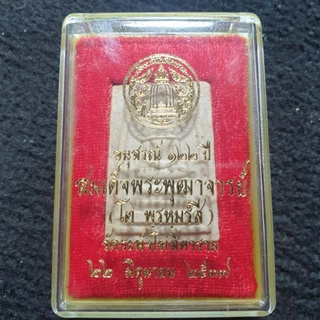 อนุสรณ์ ๑๒๒ ปี
สมเด็จพระพุฒาจารย์
(โต พรหมรังสี)
วัดระฆังโฆสิตาราม
๒๒ มิถุนายน ๒๕๓๗